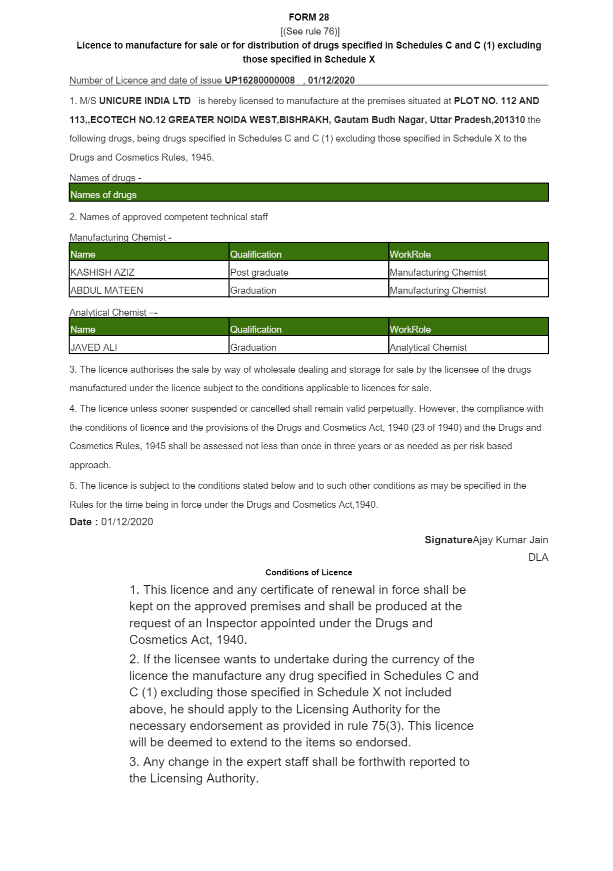 FORM 28
[(See rule 76)]
Licence to manufacture for sale or for distribution of drugs specified in Schedules C and C (1) excluding
those specified in Schedule X
Number of Licence and date of issue UP16280000008 , 01/12/2020
1. M/S UNICURE INDIA LTD is hereby licensed to manufacture at the premises situated at PLOT NO. 112 AND
113,,ECOTECH NO.12 GREATER NOIDA WEST,BISHRAKH, Gautam Budh Nagar, Uttar Pradesh,201310 the
following drugs, being drugs specified in Schedules C and C (1) excluding those specified in Schedule X to the
Drugs and Cosmetics Rules, 1945.
Names of drugs -
Names of drugs
2. Names of approved competent technical staff
Manufacturing Chemist -
Name Qualification WorkRole
KASHISH AZIZ Post graduate Manufacturing Chemist
ABDUL MATEEN Graduation Manufacturing Chemist
Analytical Chemist –-
Name Qualification WorkRole
JAVED ALI Graduation Analytical Chemist
3. The licence authorises the sale by way of wholesale dealing and storage for sale by the licensee of the drugs
manufactured under the licence subject to the conditions applicable to licences for sale.
4. The licence unless sooner suspended or cancelled shall remain valid perpetually. However, the compliance with
the conditions of licence and the provisions of the Drugs and Cosmetics Act, 1940 (23 of 1940) and the Drugs and
Cosmetics Rules, 1945 shall be assessed not less than once in three years or as needed as per risk based
approach.
5. The licence is subject to the conditions stated below and to such other conditions as may be specified in the
Rules for the time being in force under the Drugs and Cosmetics Act,1940.
Date : 01/12/2020
SignatureAjay Kumar Jain
DLA
Conditions of Licence
1. This licence and any certificate of renewal in force shall be
kept on the approved premises and shall be produced at the
request of an Inspector appointed under the Drugs and
Cosmetics Act, 1940.
2. If the licensee wants to undertake during the currency of the
licence the manufacture any drug specified in Schedules C and
C (1) excluding those specified in Schedule X not included
above, he should apply to the Licensing Authority for the
necessary endorsement as provided in rule 75(3). This licence
will be deemed to extend to the items so endorsed.
3. Any change in the expert staff shall be forthwith reported to
the Licensing Authority.